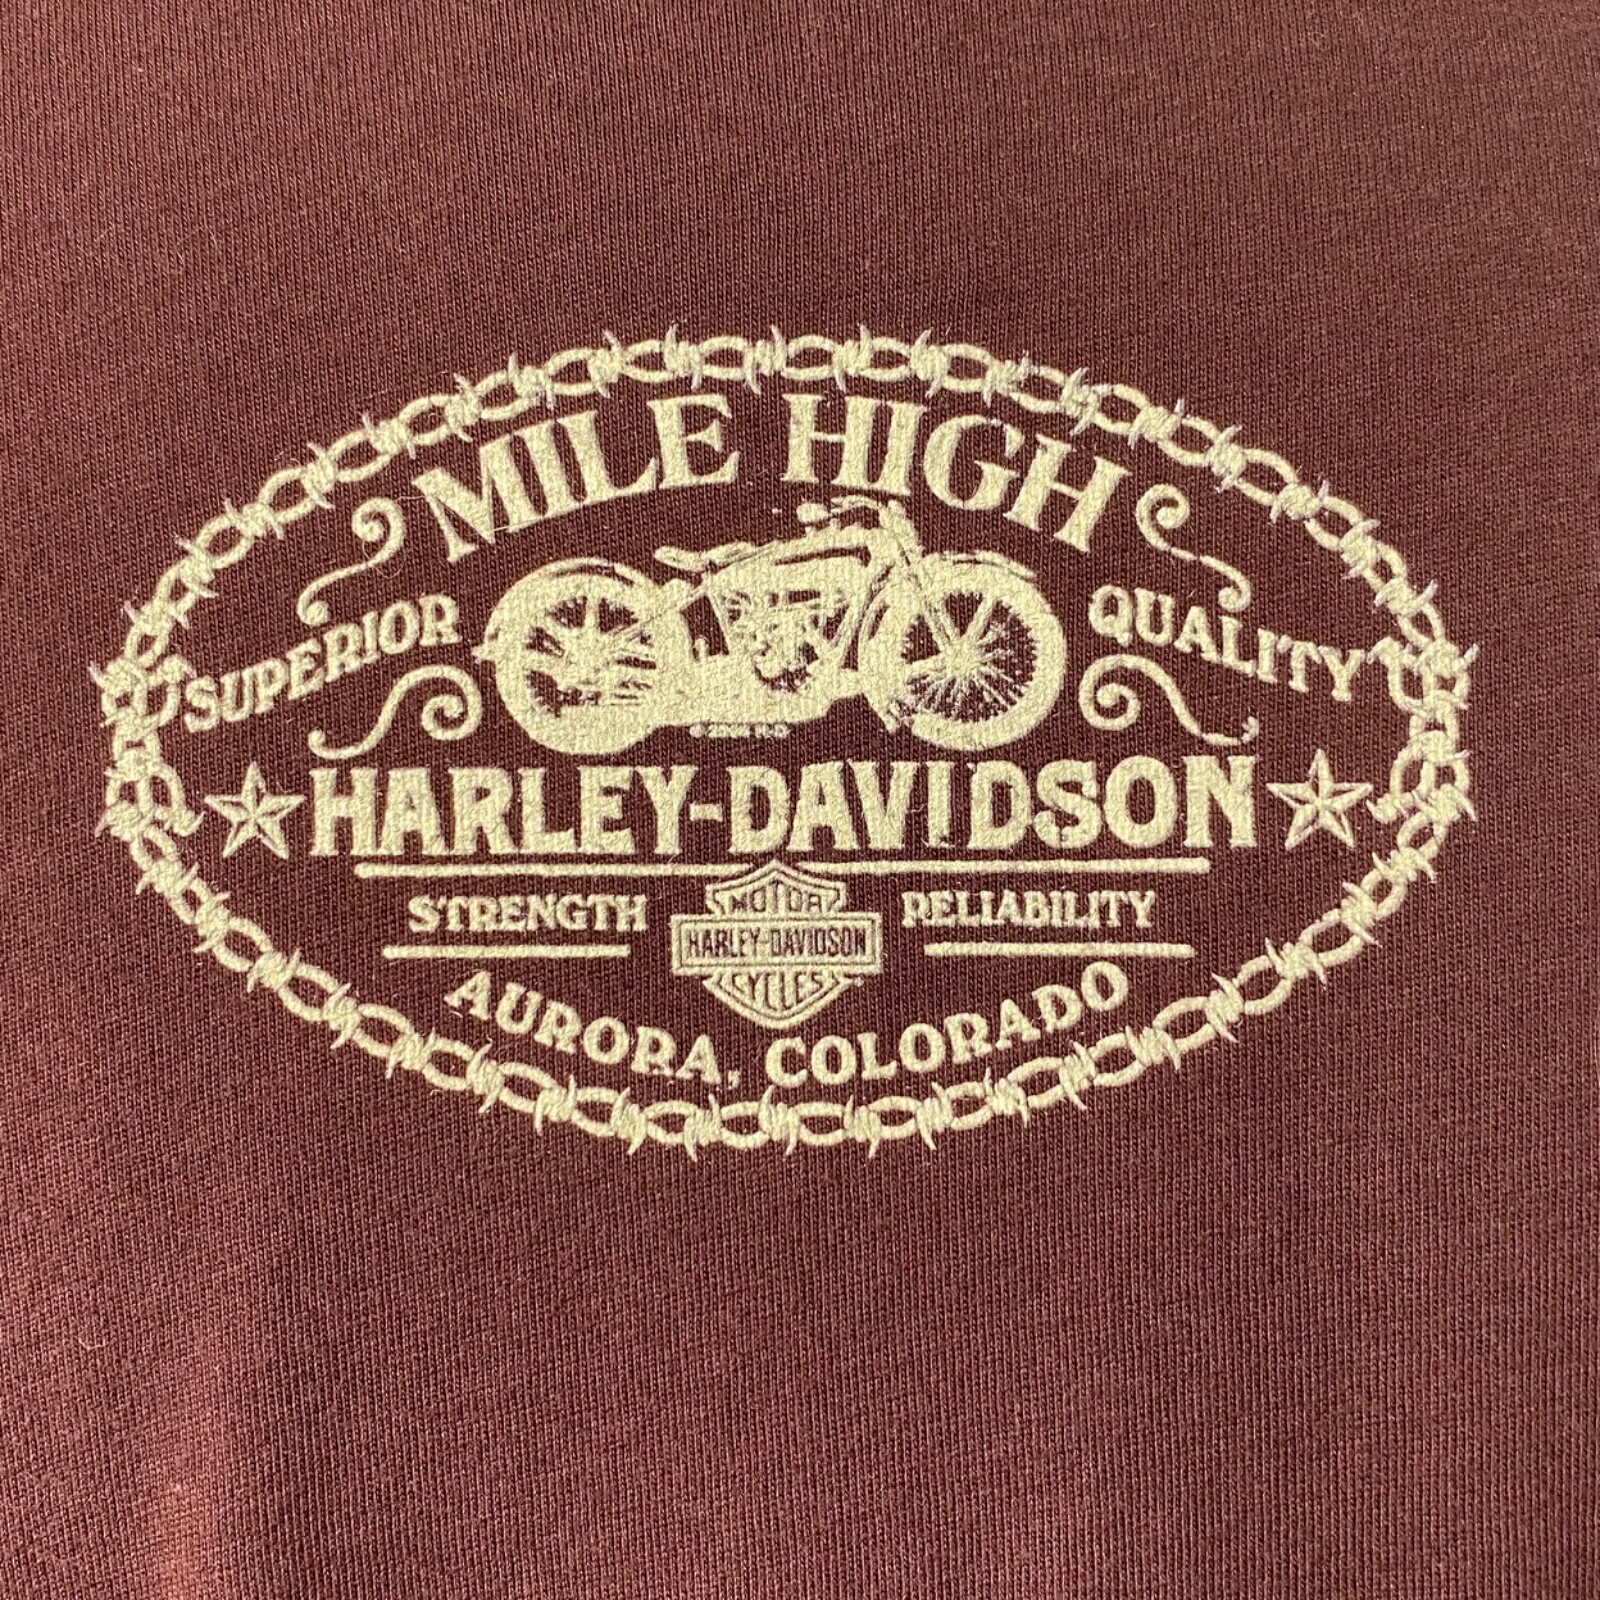 MILE HIGH
SUPERIOR QUALITY
HARLEY-DAVIDSON
STRENGTH RELIABILITY
MOTOR
HARLEY-DAVIDSON
CYCLES
AURORA, COLORADO